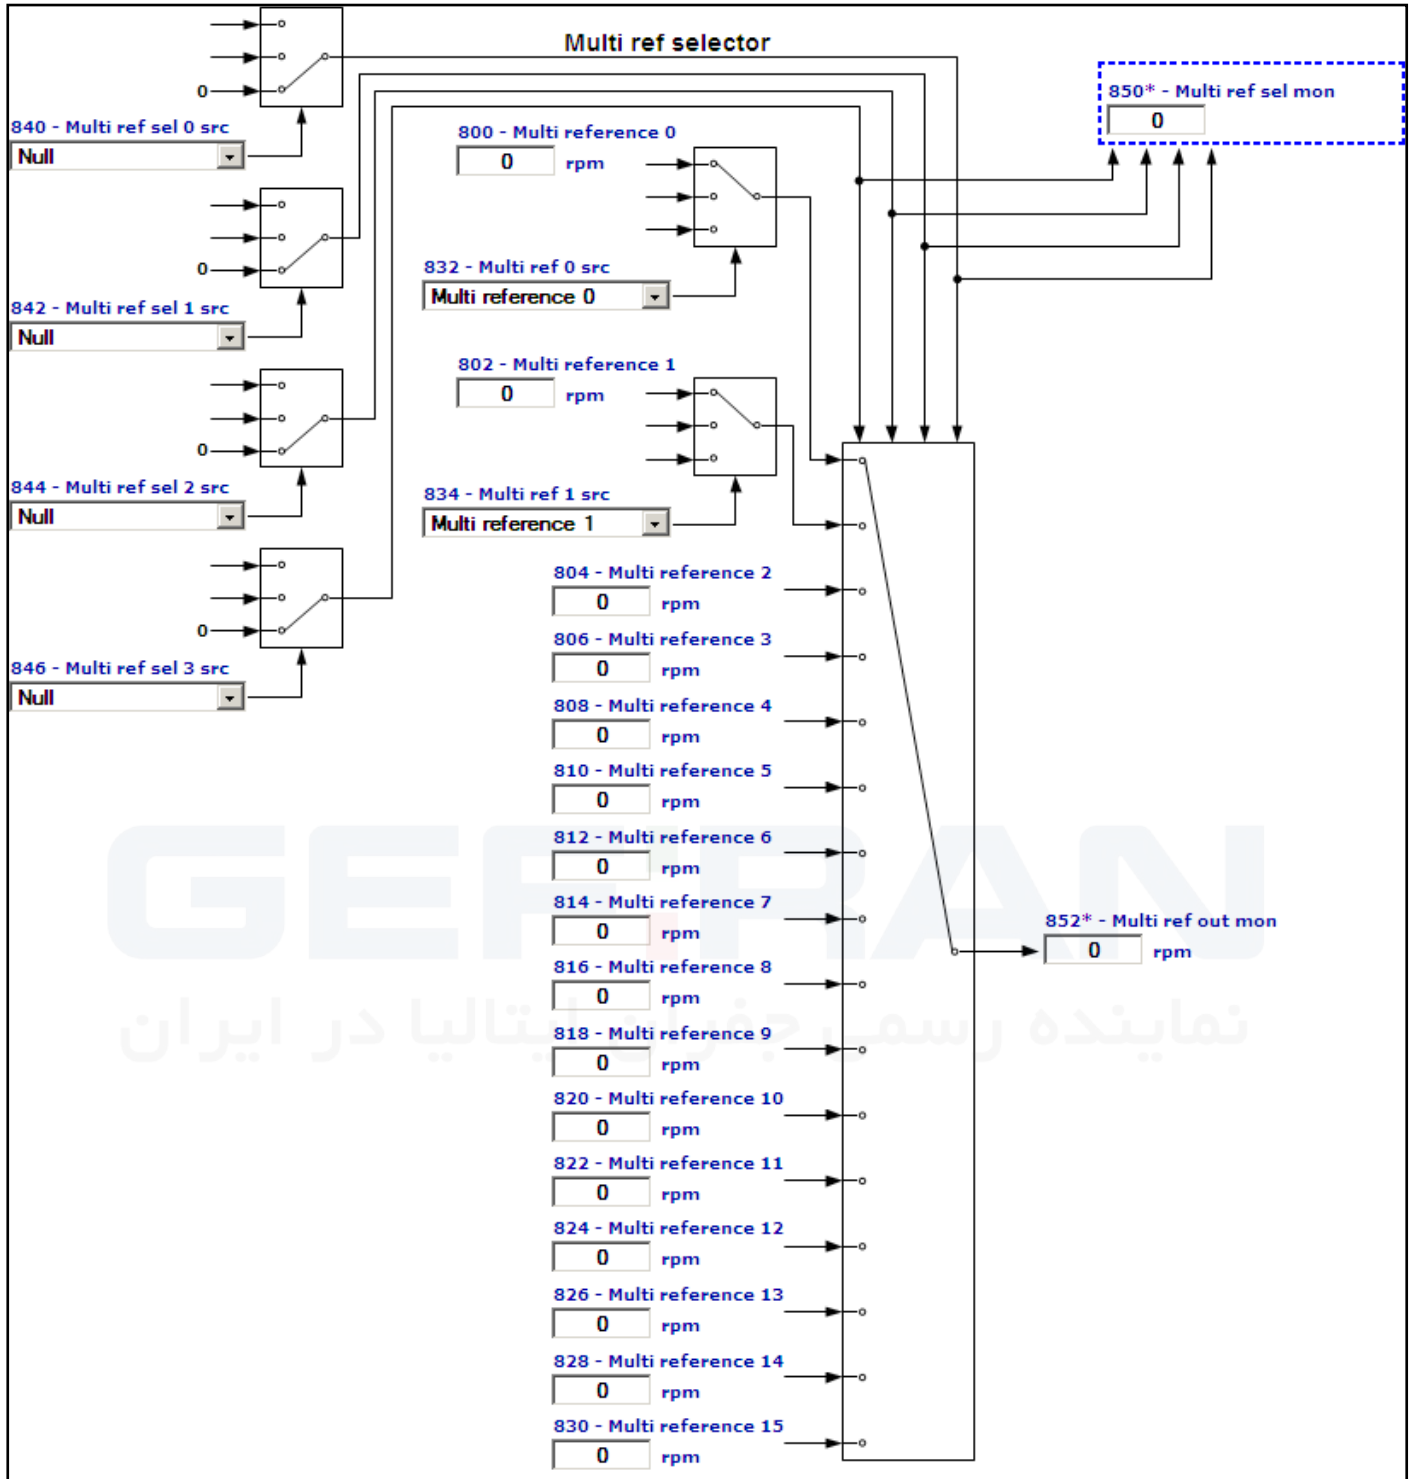 Multi ref selector
0
840 - Multi ref sel 0 src
Null
0
842 - Multi ref sel 1 src
Null
0
844 - Multi ref sel 2 src
Null
0
846 - Multi ref sel 3 src
Null
800 - Multi reference 0
0 rpm
832 - Multi ref 0 src
Multi reference 0
802 - Multi reference 1
0 rpm
834 - Multi ref 1 src
Multi reference 1
804 - Multi reference 2
0 rpm
806 - Multi reference 3
0 rpm
808 - Multi reference 4
0 rpm
810 - Multi reference 5
0 rpm
812 - Multi reference 6
0 rpm
814 - Multi reference 7
0 rpm
816 - Multi reference 8
0 rpm
818 - Multi reference 9
0 rpm
820 - Multi reference 10
0 rpm
822 - Multi reference 11
0 rpm
824 - Multi reference 12
0 rpm
826 - Multi reference 13
0 rpm
828 - Multi reference 14
0 rpm
830 - Multi reference 15
0 rpm
850* - Multi ref sel mon
0
852* - Multi ref out mon
0 rpm
GEFRAN
نماینده رسمی جفران ایتالیا در ایران